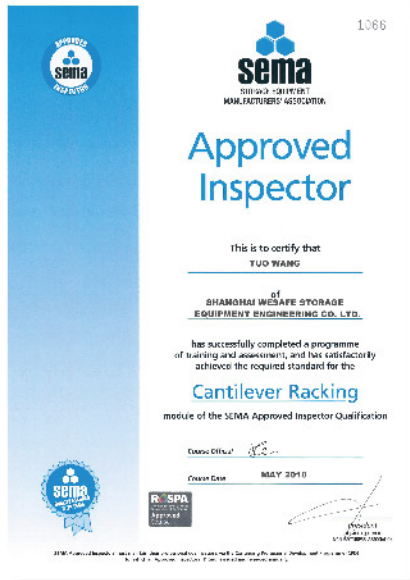 1066
APPROVED
sema
INSPECTOR
sema
STORAGE EQUIPMENT
MANUFACTURERS' ASSOCIATION
Approved
Inspector
This is to certify that
TUO WANG
of
SHANGHAI WESAFE STORAGE
EQUIPMENT ENGINEERING CO. LTD.
has successfully completed a programme
of training and assessment, and has satisfactorily
achieved the required standard for the
Cantilever Racking
module of the SEMA Approved Inspector Qualification
Course Official
Course Date
MAY 2018
sema
RoSPA
Approved
Course
President